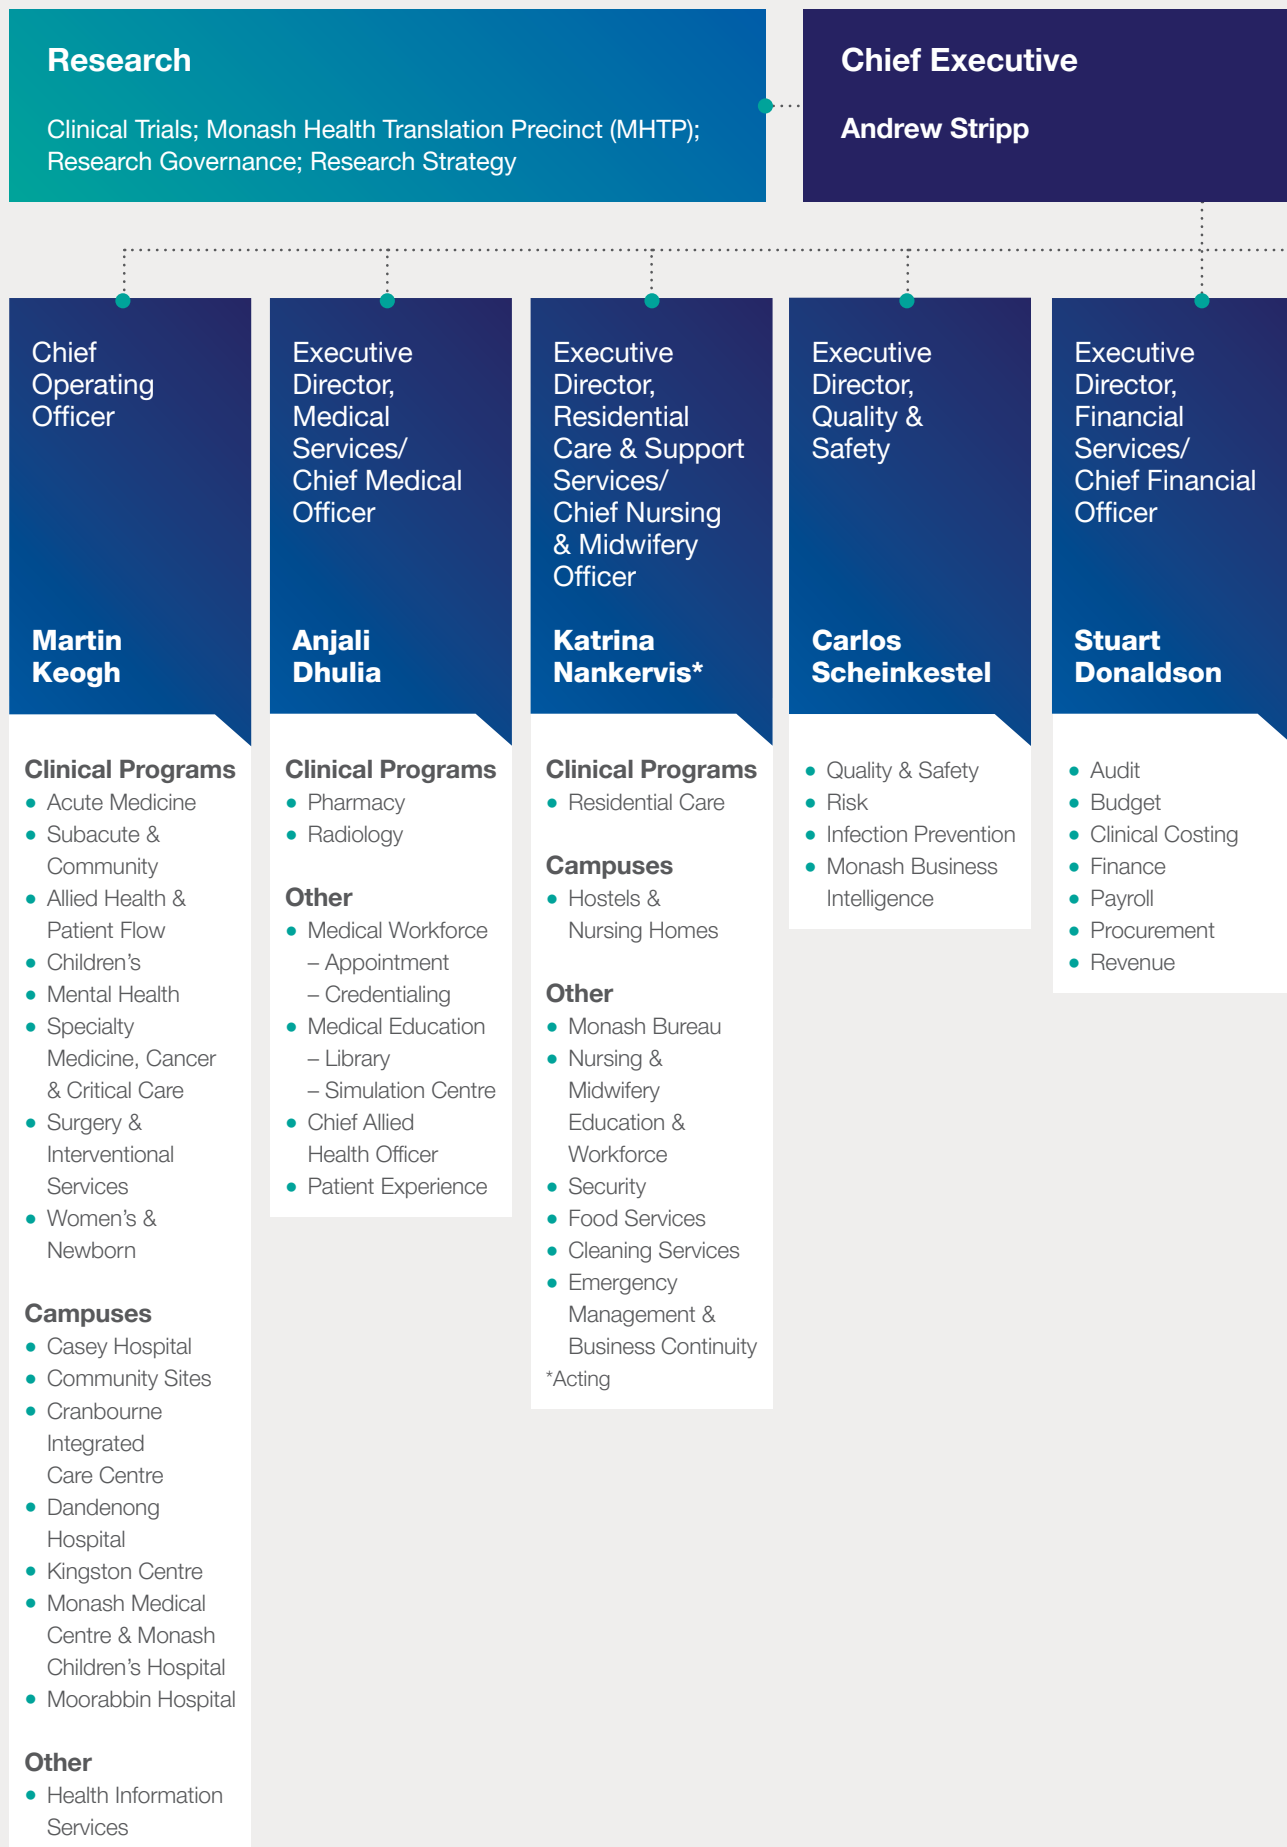 Research
Clinical Trials; Monash Health Translation Precinct (MHTP);
Research Governance; Research Strategy
Chief Executive
Andrew Stripp
Chief
Operating
Officer
Martin
Keogh
Clinical Programs
• Acute Medicine
• Subacute &
Community
• Allied Health &
Patient Flow
• Children's
• Mental Health
• Specialty
Medicine, Cancer
& Critical Care
• Surgery &
Interventional
Services
• Women's &
Newborn
Campuses
• Casey Hospital
• Community Sites
• Cranbourne
Integrated
Care Centre
• Dandenong
Hospital
• Kingston Centre
• Monash Medical
Centre & Monash
Children's Hospital
• Moorabbin Hospital
Other
• Health Information
Services
Executive
Director,
Medical
Services/
Chief Medical
Officer
Anjali
Dhulia
Clinical Programs
• Pharmacy
• Radiology
Other
• Medical Workforce
– Appointment
– Credentialing
• Medical Education
– Library
– Simulation Centre
• Chief Allied
Health Officer
• Patient Experience
Executive
Director,
Residential
Care & Support
Services/
Chief Nursing
& Midwifery
Officer
Katrina
Nankervis*
Clinical Programs
• Residential Care
Campuses
• Hostels &
Nursing Homes
Other
• Monash Bureau
• Nursing &
Midwifery
Education &
Workforce
• Security
• Food Services
• Cleaning Services
• Emergency
Management &
Business Continuity
*Acting
Executive
Director,
Quality &
Safety
Carlos
Scheinkestel
• Quality & Safety
• Risk
• Infection Prevention
• Monash Business
Intelligence
Executive
Director,
Financial
Services/
Chief Financial
Officer
Stuart
Donaldson
• Audit
• Budget
• Clinical Costing
• Finance
• Payroll
• Procurement
• Revenue